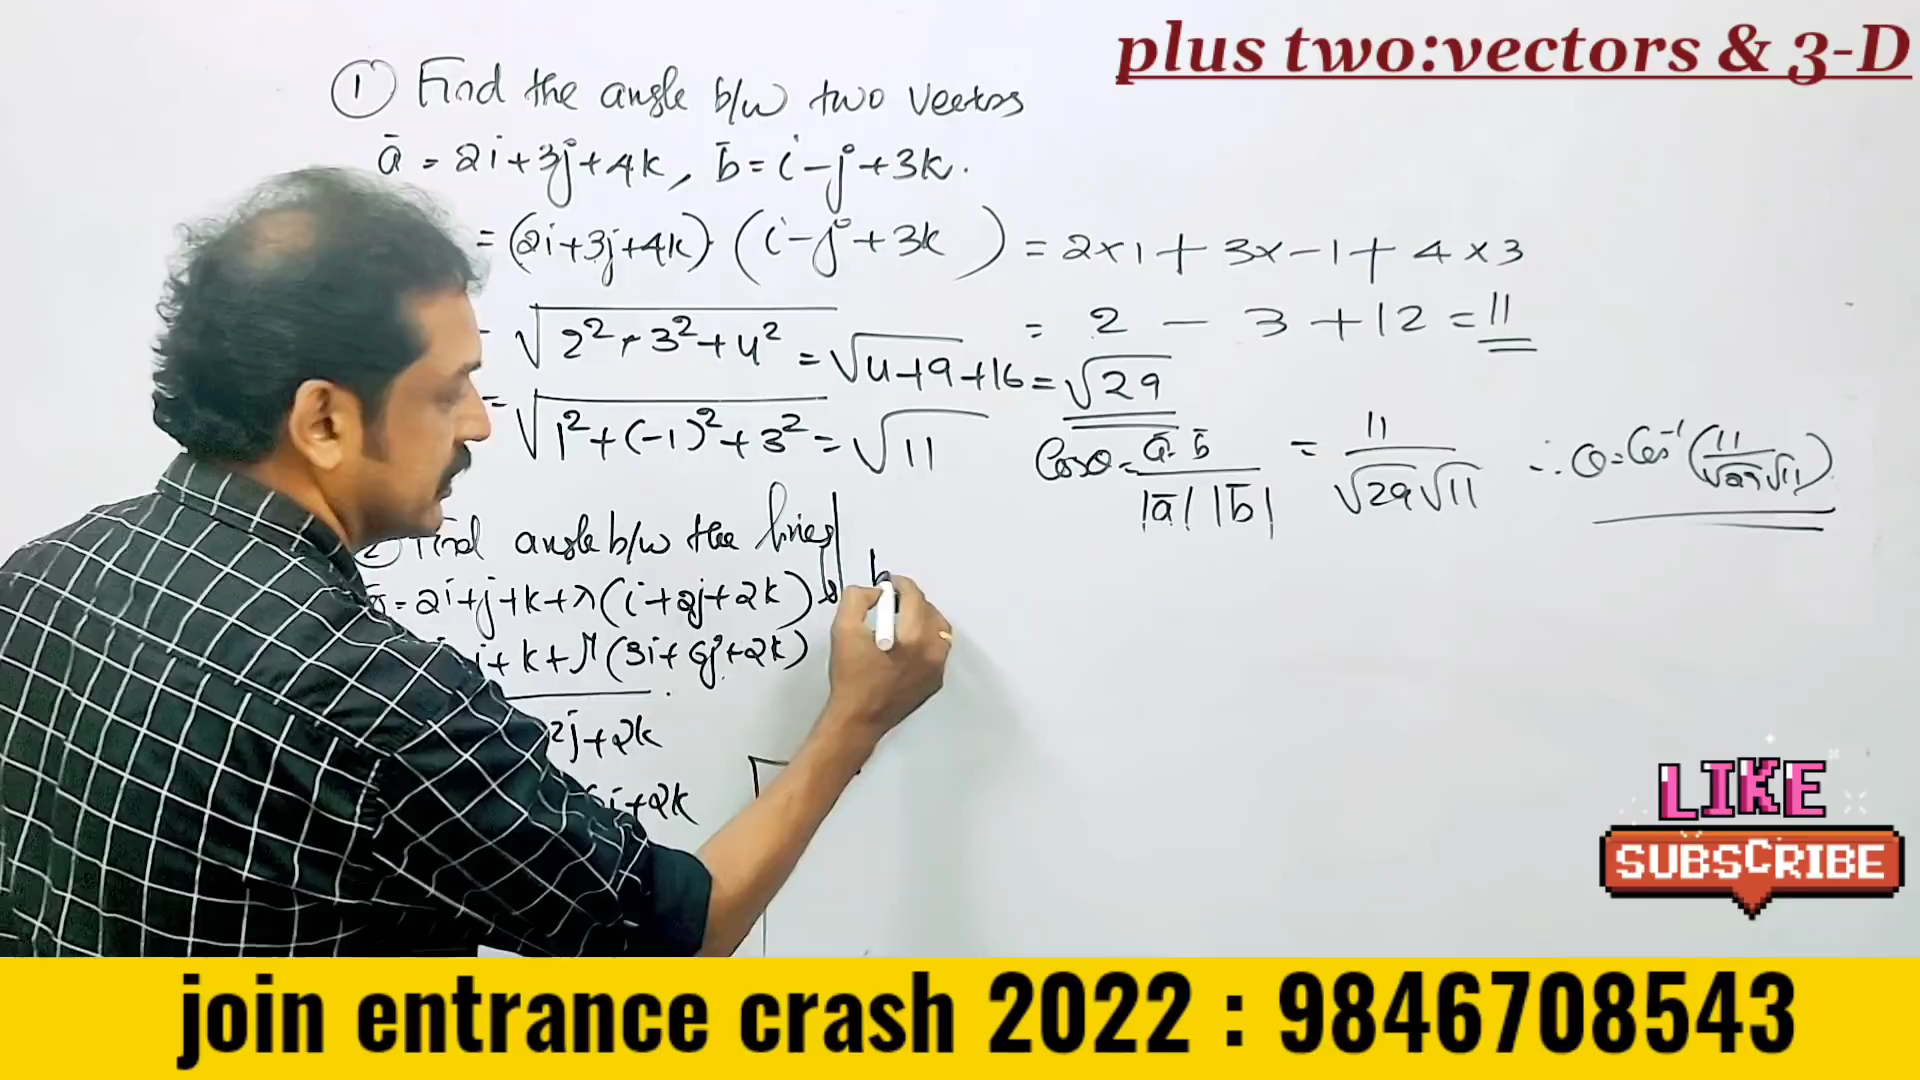 plus two:vectors & 3-D
① Find the angle b/w two vectors
a̅ = 2i+3j+4k, b̅ = i-j+3k.
= (2i+3j+4k)·(i-j+3k) = 2×1 + 3×-1 + 4×3
= 2 - 3 + 12 = 11
= √(2²+3²+4²) = √(4+9+16) = √29
= √(1²+(-1)²+3²) = √11
Cosθ = a̅·b̅ / |a̅| |b̅| = 11 / √29√11 ∴ θ = Cos⁻¹(11/√29√11)
Find angle b/w the lines
= 2i+j+k+λ(i+2j+2k)
+k+μ(3i+6j+2k)
2j+2k
+2k
b
LIKE
SUBSCRIBE
join entrance crash 2022 : 9846708543